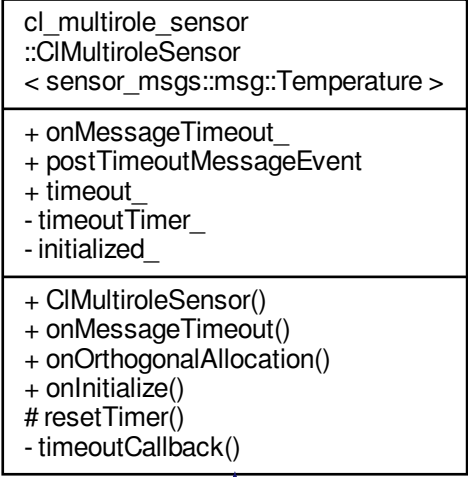 cl_multirole_sensor
::ClMultiroleSensor
< sensor_msgs::msg::Temperature >
+ onMessageTimeout_
+ postTimeoutMessageEvent
+ timeout_
- timeoutTimer_
- initialized_
+ ClMultiroleSensor()
+ onMessageTimeout()
+ onOrthogonalAllocation()
+ onInitialize()
# resetTimer()
- timeoutCallback()